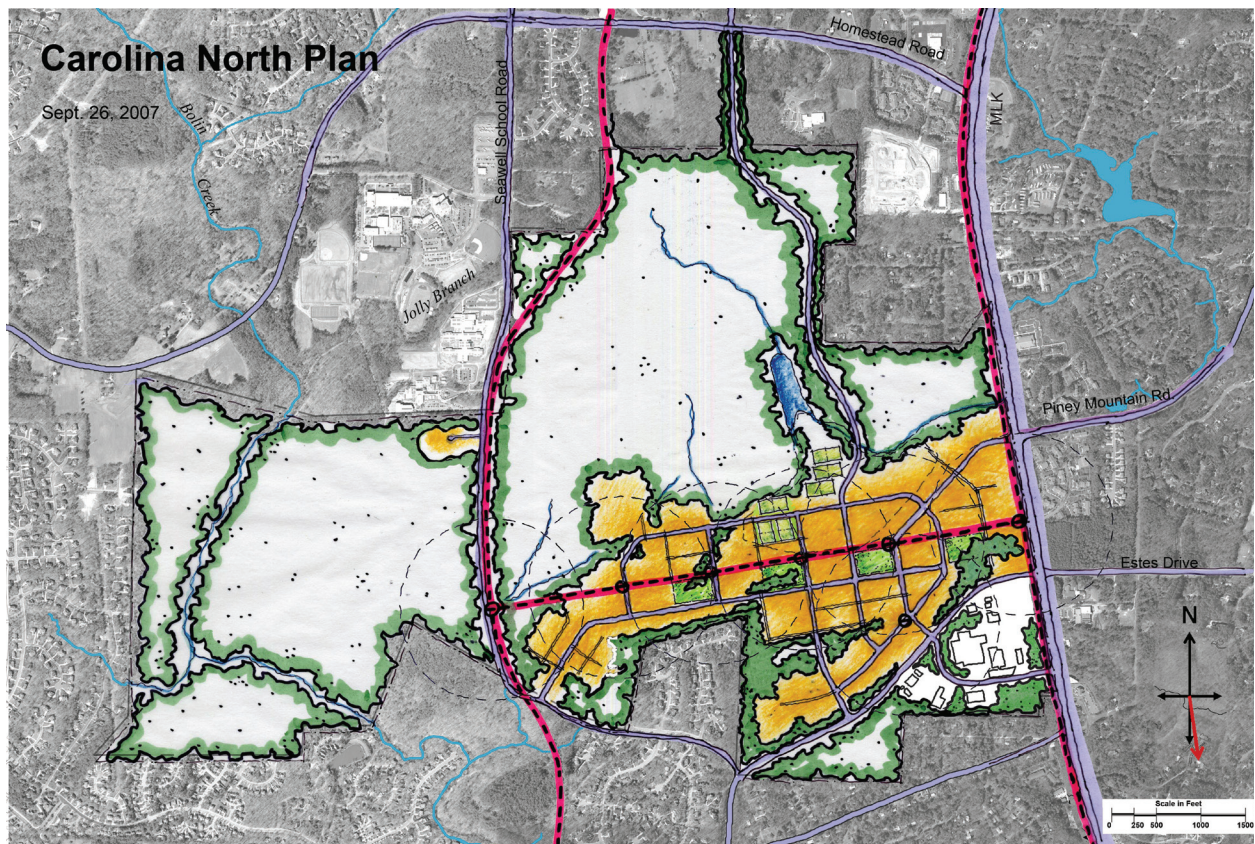 Carolina North Plan
Sept. 26, 2007
Bolin
Creek
Seawell School Road
Homestead Road
MLK
Jolly Branch
Piney Mountain Rd.
Estes Drive
N
Scale in Feet
0 250 500 1000 1500